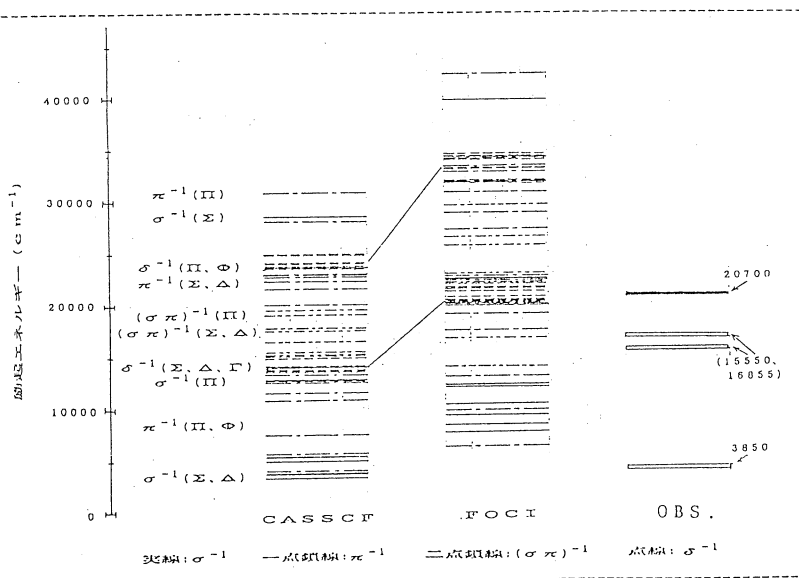 励起エネルギー (cm⁻¹)
40000
30000
20000
10000
0
π⁻¹(Π)
σ⁻¹(Σ)
δ⁻¹(Π、Φ)
π⁻¹(Σ、Δ)
(σπ)⁻¹(Π)
(σπ)⁻¹(Σ、Δ)
δ⁻¹(Σ、Δ、Γ)
σ⁻¹(Π)
π⁻¹(Π、Φ)
σ⁻¹(Σ、Δ)
20700
(15550、
16855)
3850
CASSCF
FOCI
OBS.
実線:σ⁻¹ 一点鎖線:π⁻¹ 二点鎖線:(σπ)⁻¹ 点線:δ⁻¹